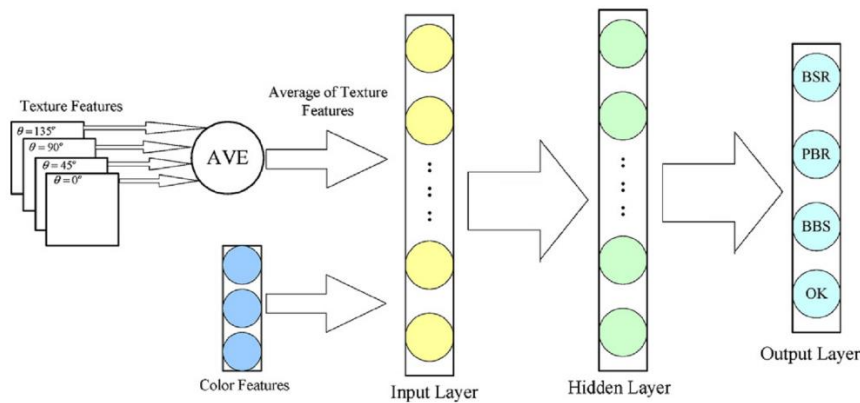 Texture Features
θ = 135°
θ = 90°
θ = 45°
θ = 0°
AVE
Average of Texture
Features
Color Features
Input Layer
Hidden Layer
BSR
PBR
BBS
OK
Output Layer